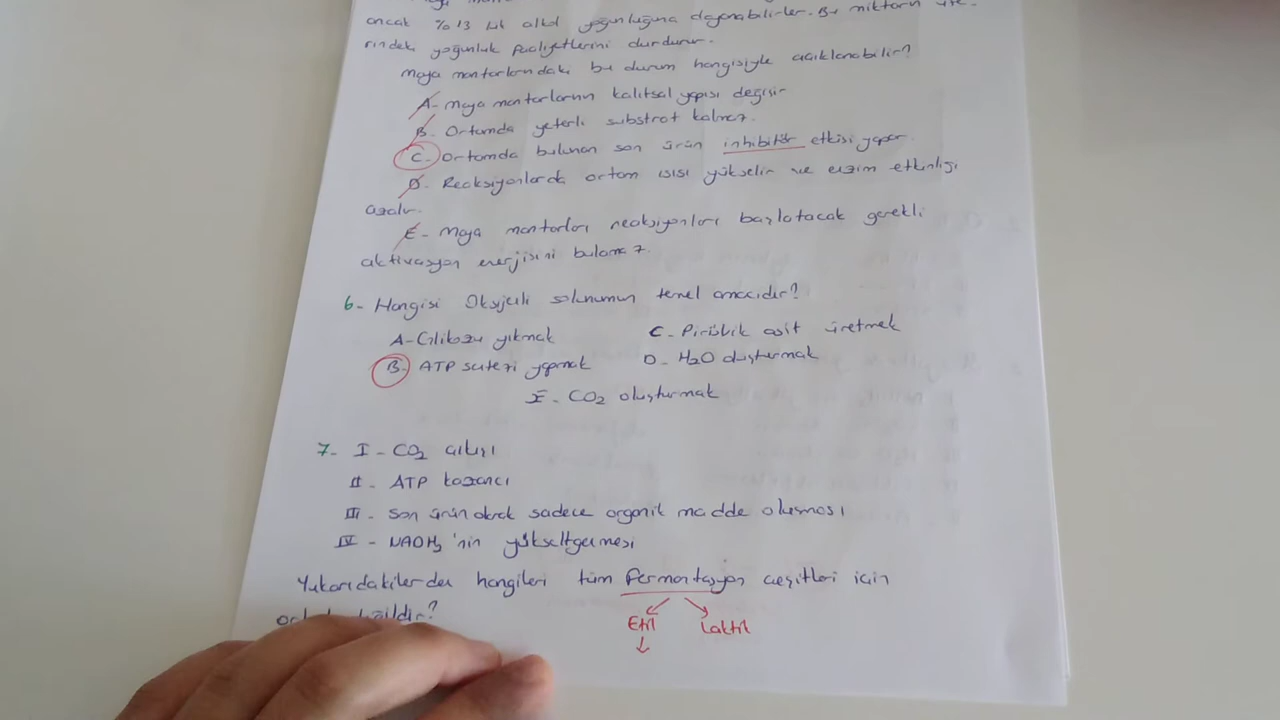 ancak %13 lük alkol yoğunluğuna dayanabilirler. Bu miktarın üze-
rindeki yoğunluk faaliyetlerini durdurur.
Maya mantarlarındaki bu durum hangisiyle açıklanabilir?
A- Maya mantarlarının kalıtsal yapısı değişir
B. Ortamda yeterli substrat kalmaz.
C. Ortamda bulunan son ürün inhibitör etkisi yapar.
D. Reaksiyonlarda ortam ısısı yükselir ve enzim etkinliği
azalır.
E- Maya mantarları reaksiyonları başlatacak gerekli
aktivasyon enerjisini bulamaz.
6- Hangisi Oksijenli solunumun temel amacıdır?
A- Glikozu yıkmak
C- Pirüvik asit üretmek
B- ATP sentezi yapmak
D- H2O oluşturmak
E- CO2 oluşturmak
7- I- CO2 çıkışı
II- ATP kazancı
III- Son ürün olarak sadece organik madde oluşması
IV- NADH2'nin yükseltgenmesi
Yukarıdakilerden hangileri tüm fermantasyon çeşitleri için
Etil Laktik